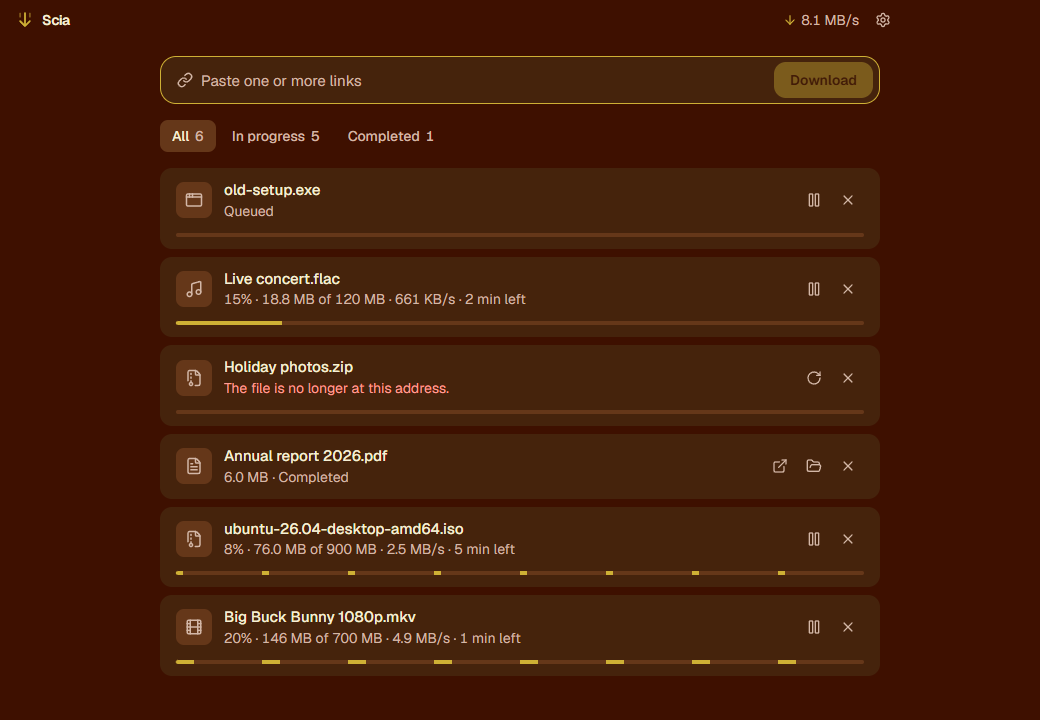 Scia
8.1 MB/s
Paste one or more links
Download
All 6
In progress 5
Completed 1
old-setup.exe
Queued
Live concert.flac
15% · 18.8 MB of 120 MB · 661 KB/s · 2 min left
Holiday photos.zip
The file is no longer at this address.
Annual report 2026.pdf
6.0 MB · Completed
ubuntu-26.04-desktop-amd64.iso
8% · 76.0 MB of 900 MB · 2.5 MB/s · 5 min left
Big Buck Bunny 1080p.mkv
20% · 146 MB of 700 MB · 4.9 MB/s · 1 min left